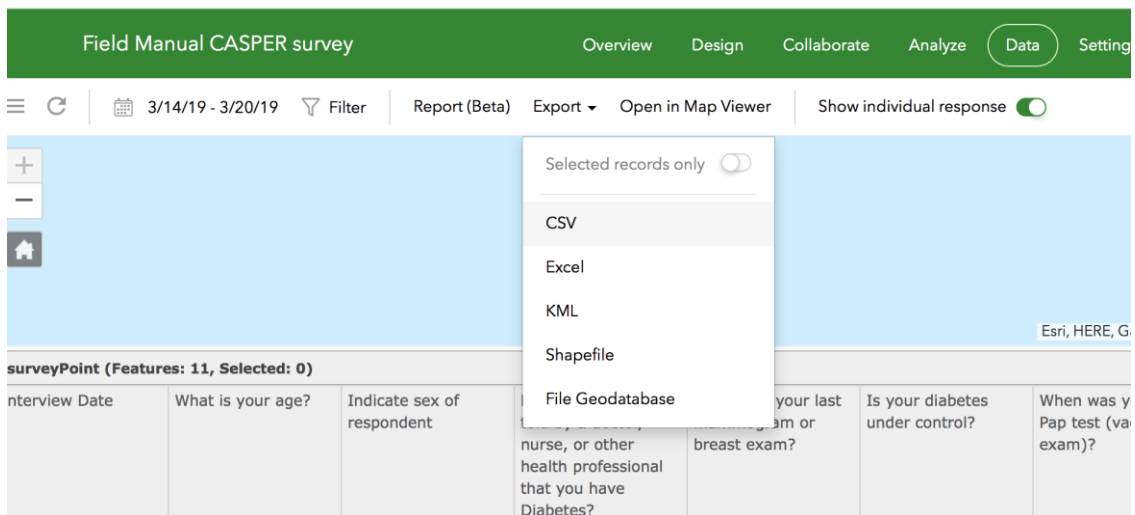 Field Manual CASPER survey
Overview Design Collaborate Analyze Data Setting
3/14/19 - 3/20/19 Filter Report (Beta) Export Open in Map Viewer Show individual response
Selected records only
CSV
Excel
KML
Shapefile
File Geodatabase
Esri, HERE, G
surveyPoint (Features: 11, Selected: 0)
nterview Date
What is your age?
Indicate sex of
respondent
nurse, or other
health professional
that you have
Diabetes?
your last
am or
breast exam?
Is your diabetes
under control?
When was y
Pap test (va
exam)?